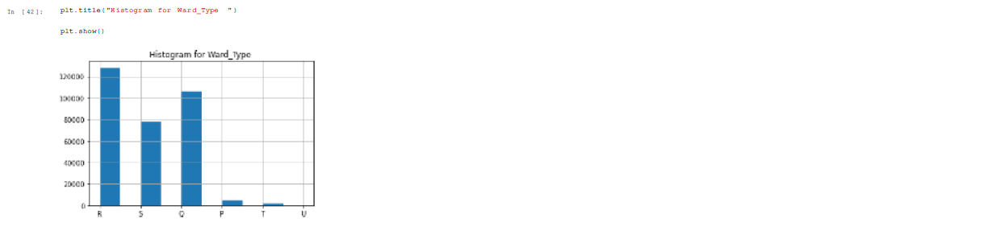 In [42]: plt.title("Histogram for Ward_Type ")
plt.show()
Histogram for Ward_Type
120000
100000
80000
60000
40000
20000
0
R S Q P T U